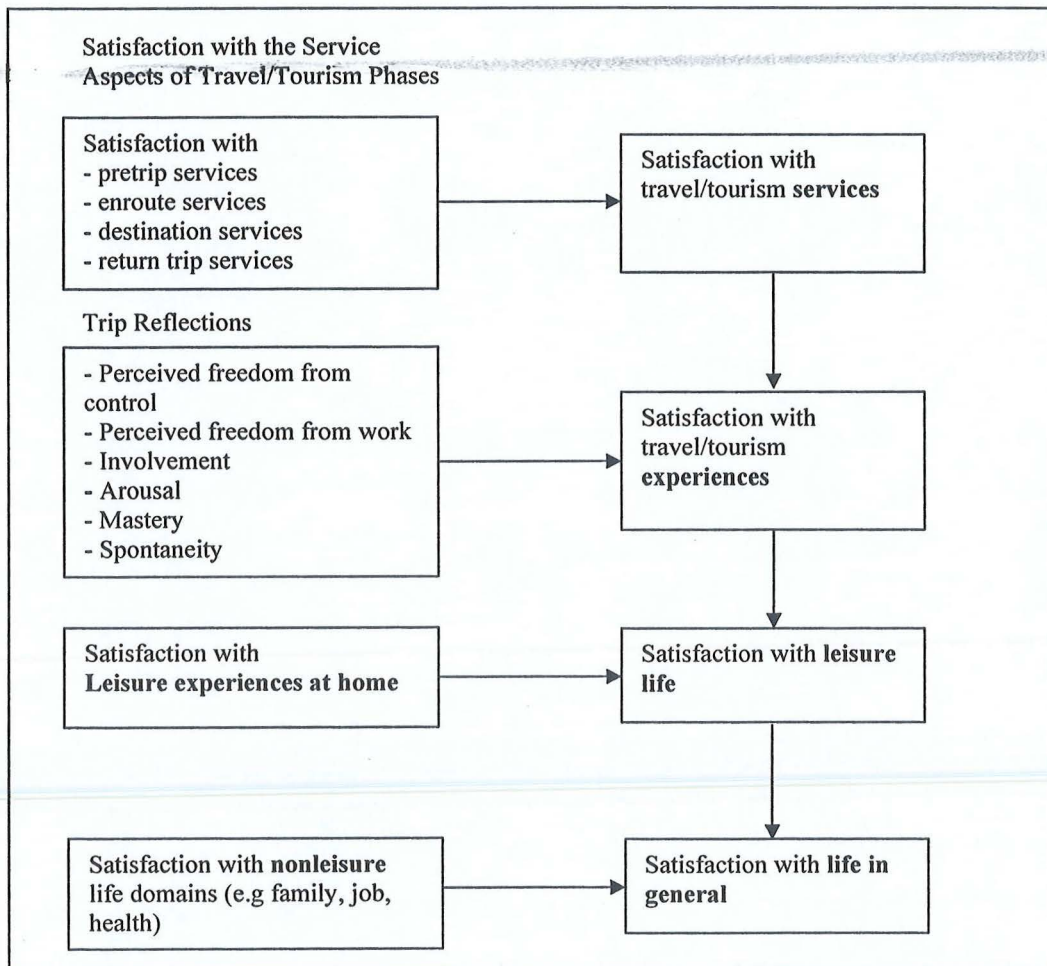 Satisfaction with the Service
Aspects of Travel/Tourism Phases
Satisfaction with
- pretrip services
- enroute services
- destination services
- return trip services
Satisfaction with
travel/tourism services
Trip Reflections
- Perceived freedom from
control
- Perceived freedom from work
- Involvement
- Arousal
- Mastery
- Spontaneity
Satisfaction with
travel/tourism
experiences
Satisfaction with
Leisure experiences at home
Satisfaction with leisure
life
Satisfaction with nonleisure
life domains (e.g family, job,
health)
Satisfaction with life in
general